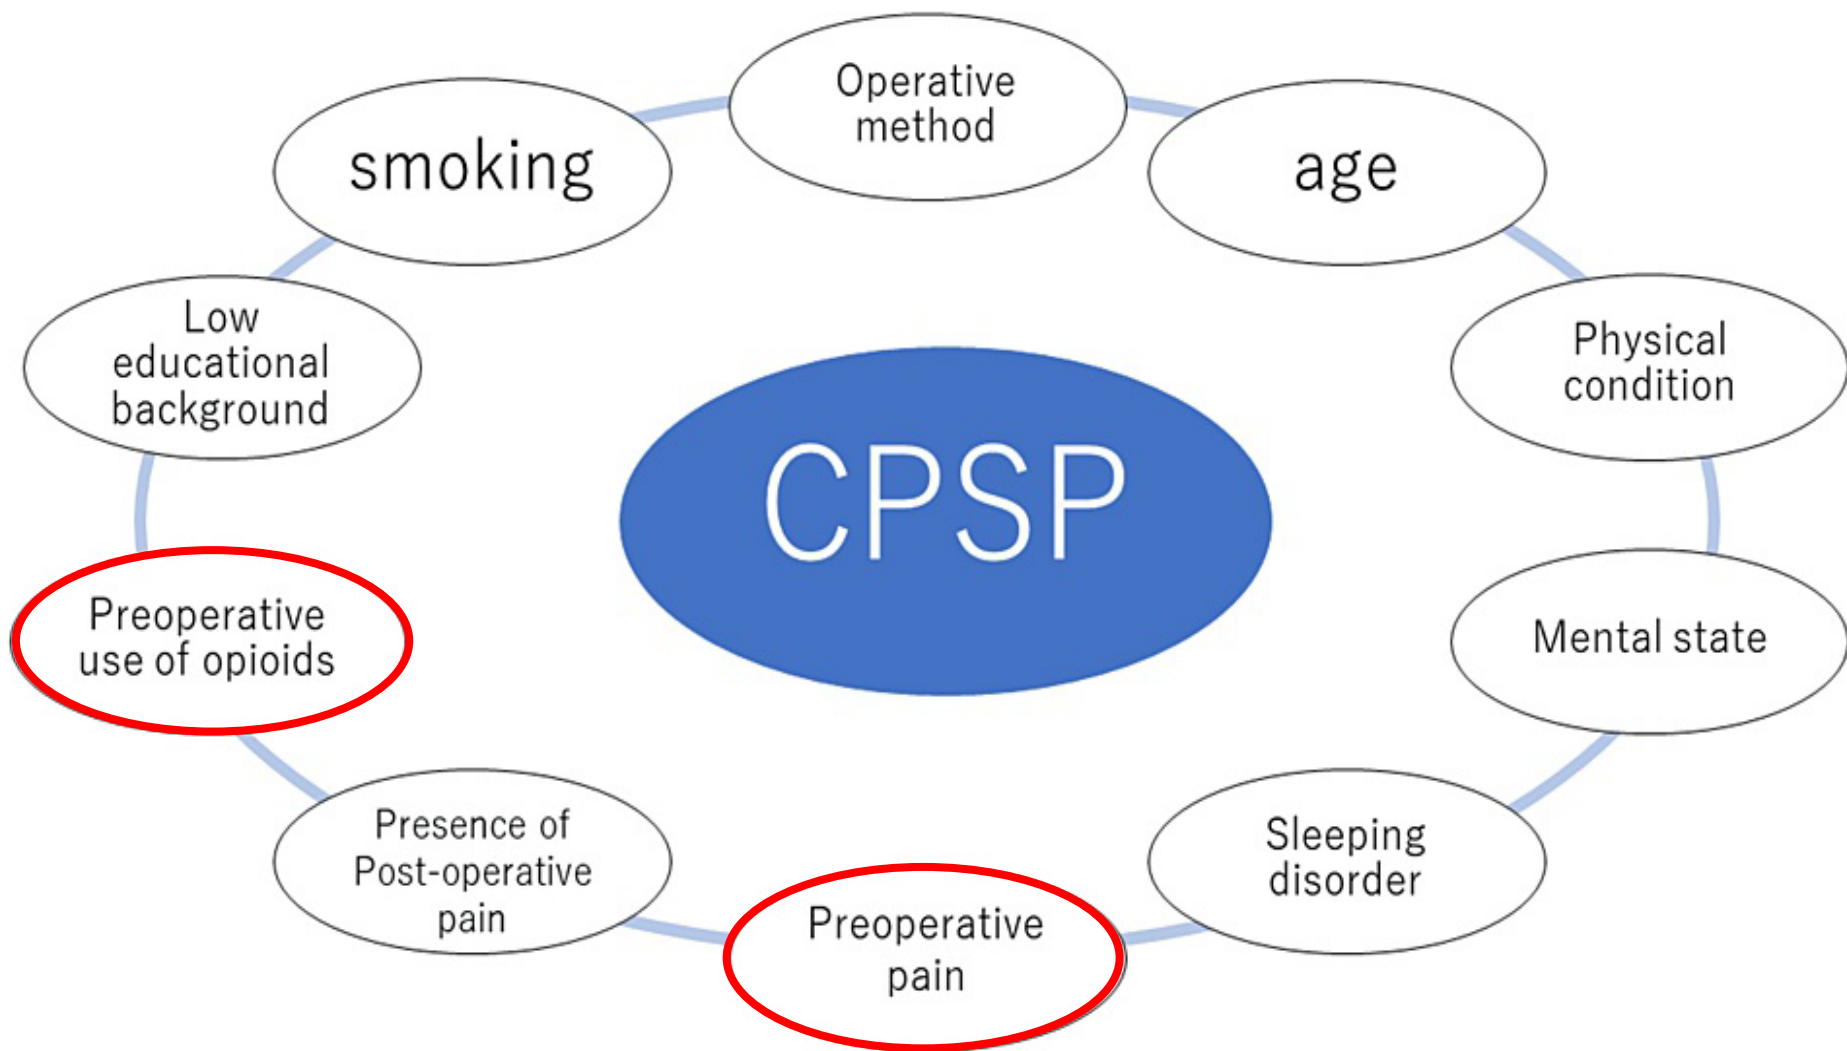 Operative
method
smoking
age
Low
educational
background
Physical
condition
CPSP
Preoperative
use of opioids
Mental state
Presence of
Post-operative
pain
Sleeping
disorder
Preoperative
pain